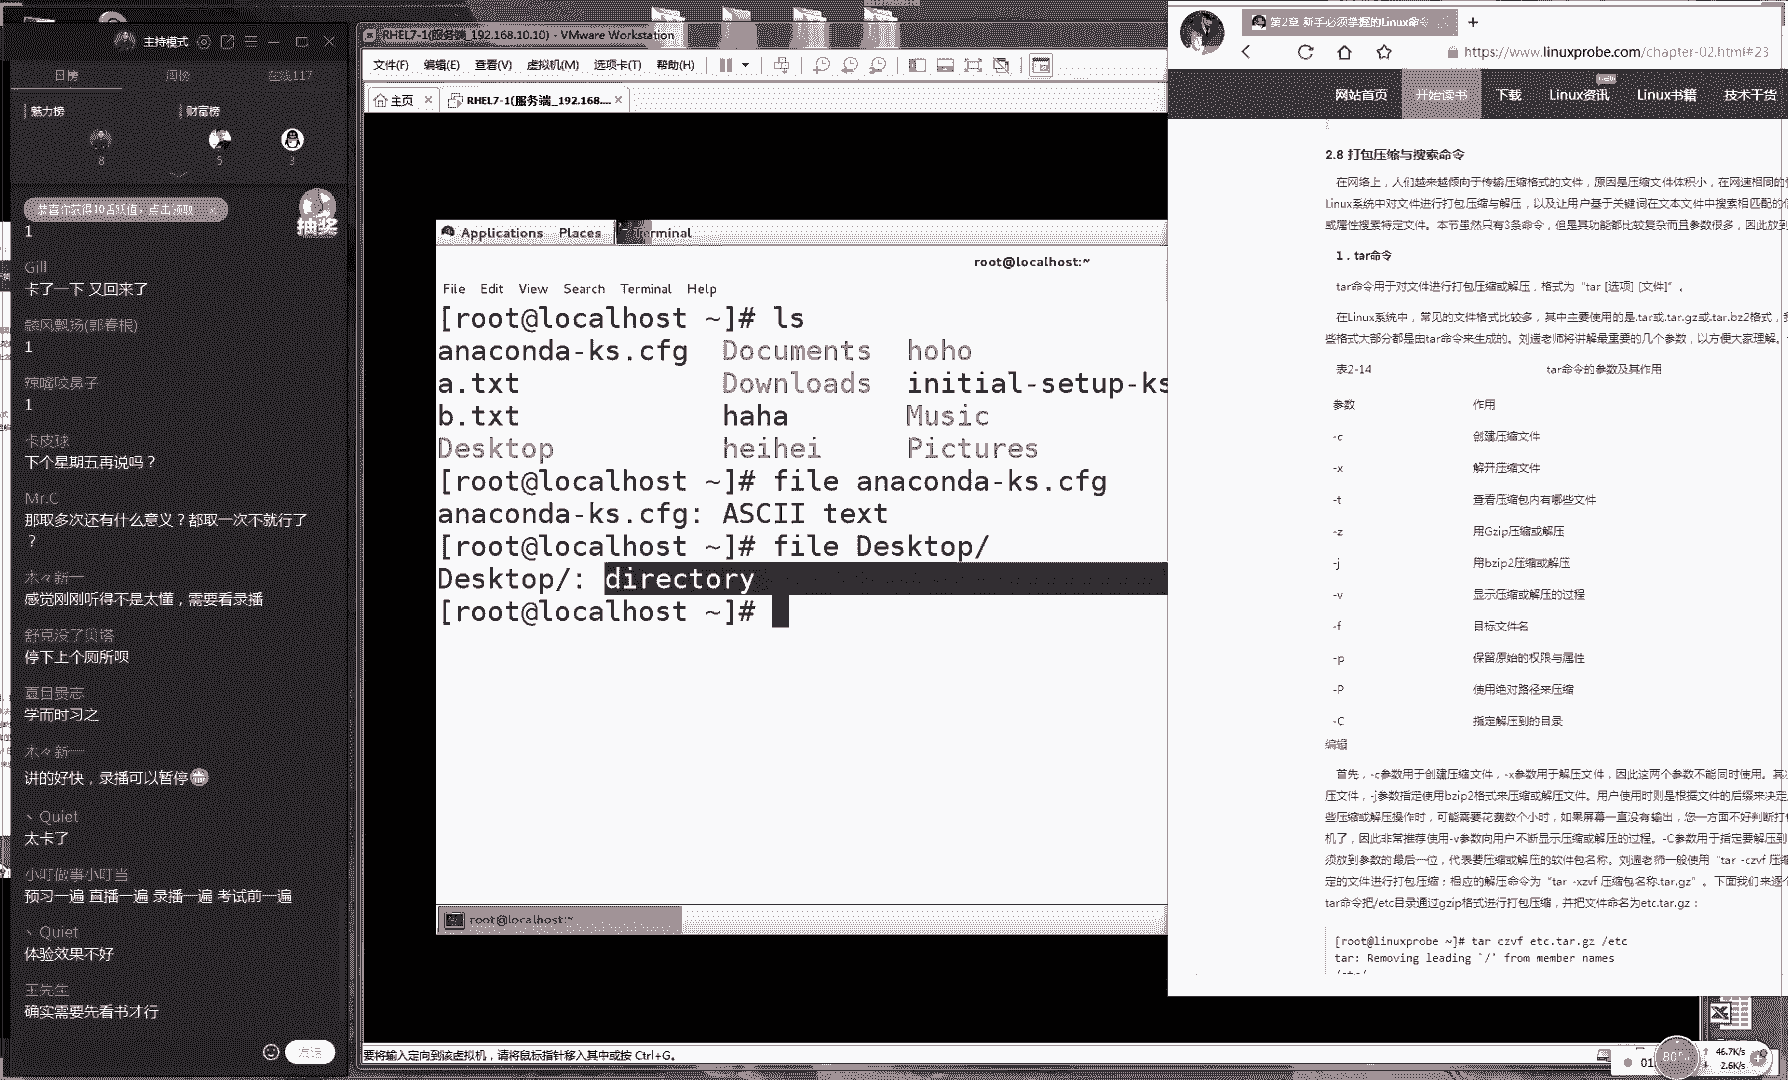 主持模式
日榜
周榜
在线117
魅力榜
财富榜
8
5
3
恭喜你获得10活跃值，点击领取
抽奖
1
Gill
卡了一下 又回来了
1
辣嘴咬鼻子
1
卡皮球
下个星期五再说吗？
Mr.C
那取多次还有什么意义？都取一次不就行了
？
木々新一
感觉刚刚听得不是太懂，需要看录播
舒克没了贝塔
停下上个厕所呗
夏目贵志
学而时习之
木々新一
讲的好快，录播可以暂停
丶Quiet
太卡了
小叮做事小叮当
预习一遍 直播一遍 录播一遍 考试前一遍
丶Quiet
体验效果不好
王先生
确实需要先看书才行
发送
RHEL7-1(服务端_192.168.10.10) - VMware Workstation
文件(F) 编辑(E) 查看(V) 虚拟机(M) 选项卡(T) 帮助(H)
主页
RHEL7-1(服务端_192.168....
Applications Places Terminal
root@localhost:~
File Edit View Search Terminal Help
[root@localhost ~]# ls
anaconda-ks.cfg Documents hoho
a.txt Downloads initial-setup-ks
b.txt haha Music
Desktop heihei Pictures
[root@localhost ~]# file anaconda-ks.cfg
anaconda-ks.cfg: ASCII text
[root@localhost ~]# file Desktop/
Desktop/: directory
[root@localhost ~]#
root@localhost:~
要将输入定向到该虚拟机，请将鼠标指针移入其中或按 Ctrl+G。
第2章 新手必须掌握的Linux命令
https://www.linuxprobe.com/chapter-02.html#23
网站首页 开始读书 下载 Linux资讯 Linux书籍 技术干货
2.8 打包压缩与搜索命令
在网络上，人们越来越倾向于传输压缩格式的文件，原因是压缩文件体积小，在网速相同的
Linux系统中对文件进行打包压缩与解压，以及让用户基于关键词在文本文件中搜索相匹配的
或属性搜索特定文件。本节虽然只有3条命令，但是其功能都比较复杂而且参数很多，因此放到
1．tar命令
tar命令用于对文件进行打包压缩或解压，格式为“tar [选项] [文件]”。
在Linux系统中，常见的文件格式比较多，其中主要使用的是.tar或.tar.gz或.tar.bz2格式，
些格式大部分都是由tar命令来生成的。刘遄老师将讲解最重要的几个参数，以方便大家理解。
表2-14 tar命令的参数及其作用
参数 作用
-c 创建压缩文件
-x 解开压缩文件
-t 查看压缩包内有哪些文件
-z 用Gzip压缩或解压
-j 用bzip2压缩或解压
-v 显示压缩或解压的过程
-f 目标文件名
-p 保留原始的权限与属性
-P 使用绝对路径来压缩
-C 指定解压到的目录
编辑
首先，-c参数用于创建压缩文件，-x参数用于解压文件，因此这两个参数不能同时使用。其次
压文件，-j参数指定使用bzip2格式来压缩或解压文件。用户使用时则是根据文件的后缀来决定
些压缩或解压操作时，可能需要花费数个小时，如果屏幕一直没有输出，您一方面不好判断打
机了，因此非常推荐使用-v参数向用户不断显示压缩或解压的过程。-C参数用于指定要解压到
须放到参数的最后一位，代表要压缩或解压的软件包名称。刘遄老师一般使用“tar -czvf 压缩
定的文件进行打包压缩；相应的解压命令为“tar -xzvf 压缩包名称.tar.gz”。下面我们来逐个
tar命令把/etc目录通过gzip格式进行打包压缩，并把文件命名为etc.tar.gz：
[root@linuxprobe ~]# tar czvf etc.tar.gz /etc
tar: Removing leading `/' from member names
/etc/
46.7K/s
2.6K/s